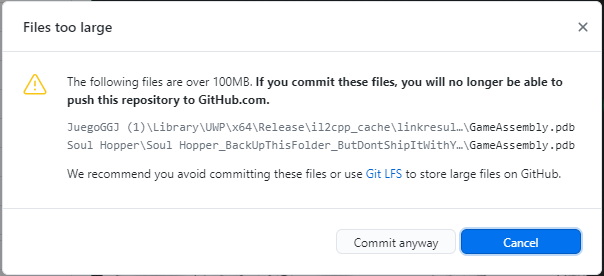 Files too large
The following files are over 100MB. If you commit these files, you will no longer be able to
push this repository to GitHub.com.
JuegoGGJ (1)\Library\UWP\x64\Release\il2cpp_cache\linkresul…\GameAssembly.pdb
Soul Hopper\Soul Hopper_BackUpThisFolder_ButDontShipItWithY…\GameAssembly.pdb
We recommend you avoid committing these files or use Git LFS to store large files on GitHub.
Commit anyway
Cancel